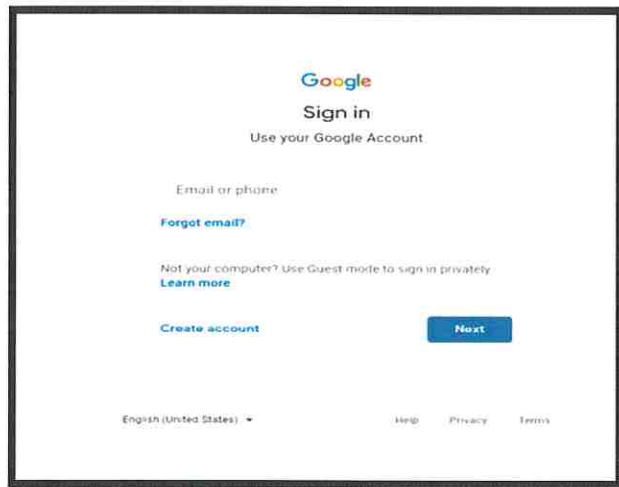 Google
Sign in
Use your Google Account
Email or phone
Forgot email?
Not your computer? Use Guest mode to sign in privately
Learn more
Create account
Next
English (United States)
Help Privacy Terms